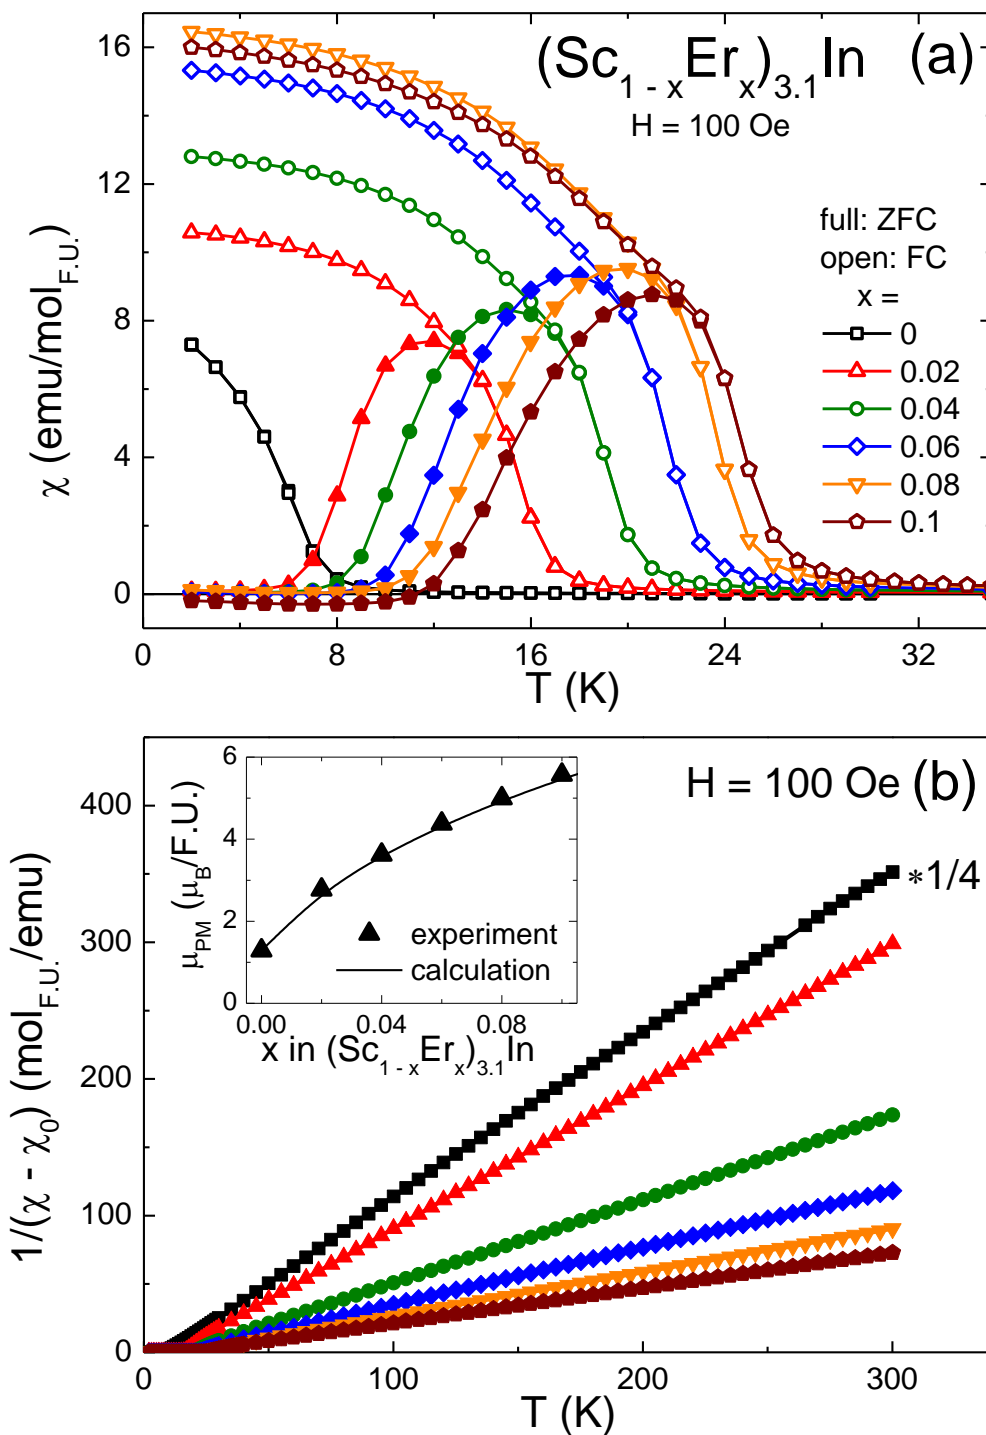 (Sc1 - xErx)3.1In (a)
H = 100 Oe
full: ZFC
open: FC
x =
0
0.02
0.04
0.06
0.08
0.1
16
12
8
4
0
χ (emu/molF.U.)
0 8 16 24 32
T (K)
H = 100 Oe (b)
*1/4
400
300
200
100
0
1/(χ - χ0) (molF.U./emu)
6
4
2
0
μPM (μB/F.U.)
experiment
calculation
0.00 0.04 0.08
x in (Sc1 - xErx)3.1In
100 200 300
T (K)